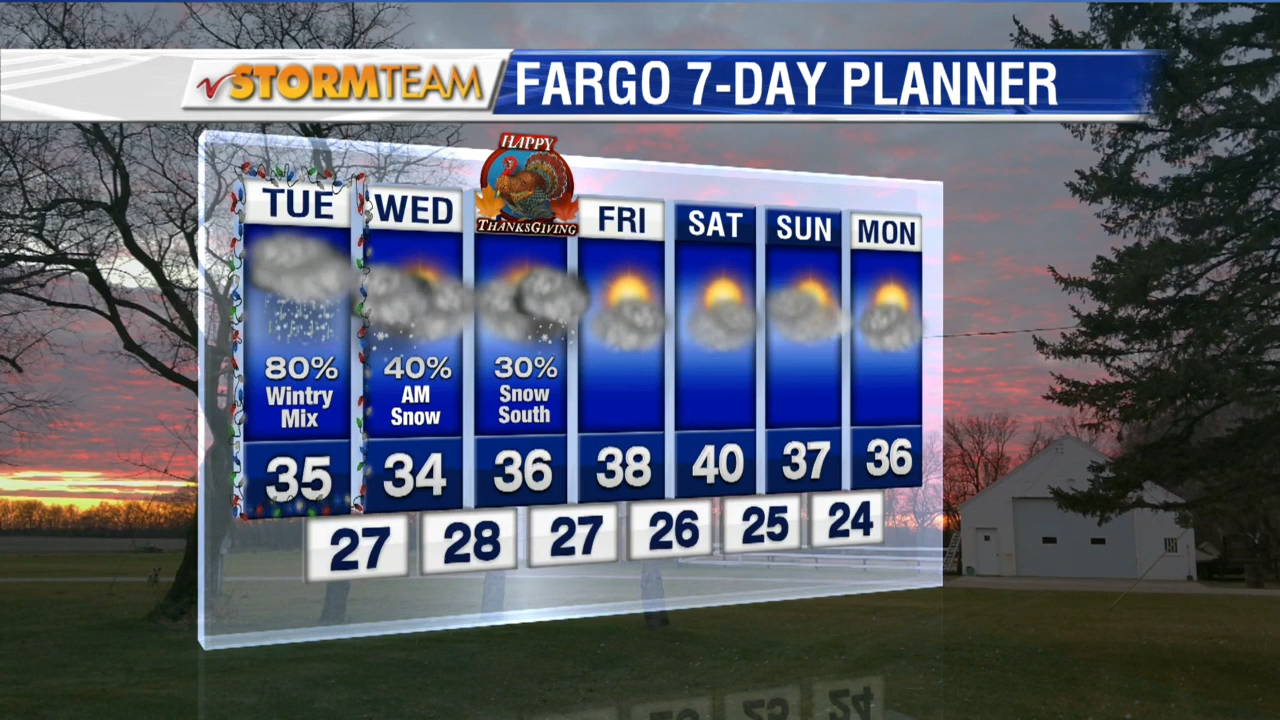 STORMTEAM FARGO 7-DAY PLANNER
HAPPY
THANKSGIVING
TUE WED FRI SAT SUN MON
80% 40% 30%
Wintry AM Snow
Mix Snow South
35 34 36 38 40 37 36
27 28 27 26 25 24